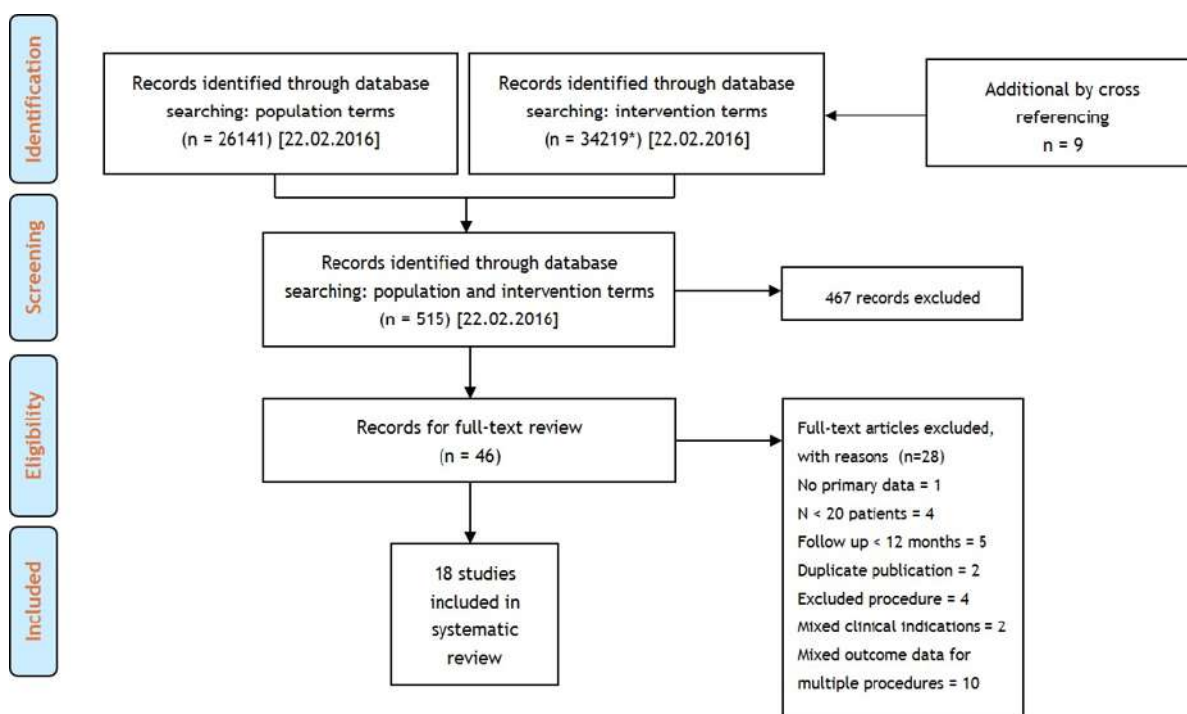 Identification
Records identified through database
searching: population terms
(n = 26141) [22.02.2016]
Records identified through database
searching: intervention terms
(n = 34219*) [22.02.2016]
Additional by cross
referencing
n = 9
Screening
Records identified through database
searching: population and intervention terms
(n = 515) [22.02.2016]
467 records excluded
Eligibility
Records for full-text review
(n = 46)
Full-text articles excluded,
with reasons (n=28)
No primary data = 1
N < 20 patients = 4
Follow up < 12 months = 5
Duplicate publication = 2
Excluded procedure = 4
Mixed clinical indications = 2
Mixed outcome data for
multiple procedures = 10
Included
18 studies
included in
systematic
review